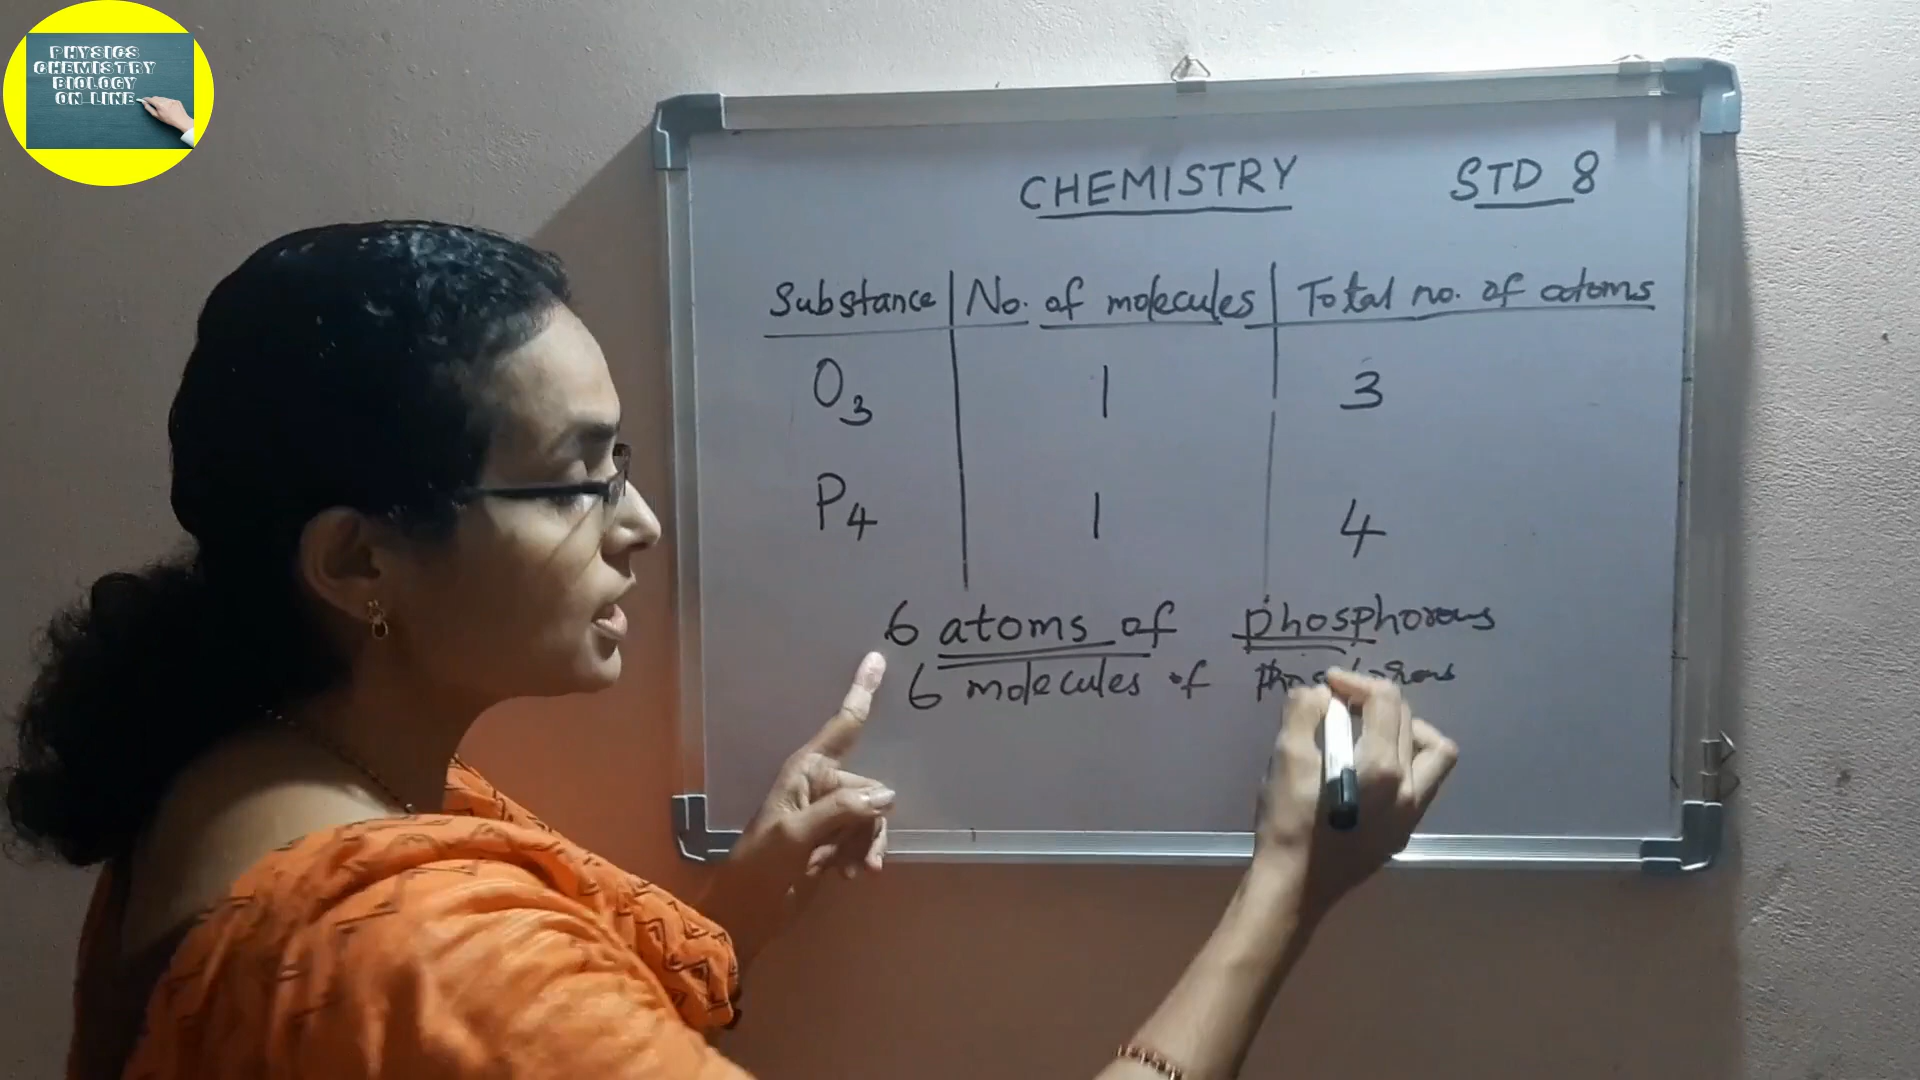 PHYSICS
CHEMISTRY
BIOLOGY
ON LINE
CHEMISTRY STD 8
Substance No. of molecules Total no. of atoms
O3 1 3
P4 1 4
6 atoms of phosphorous
6 molecules of